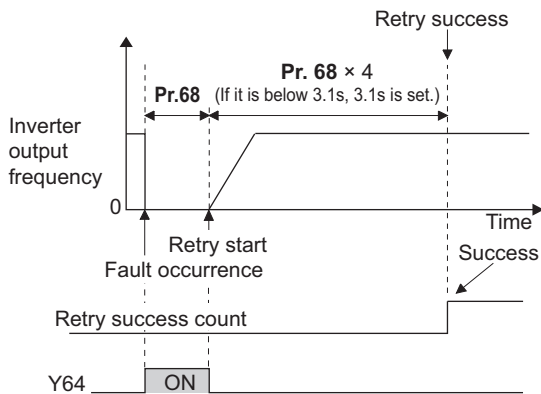 Retry success
Pr.68
Pr. 68 × 4
(If it is below 3.1s, 3.1s is set.)
Inverter
output
frequency
0
Time
Retry start
Fault occurrence
Success
Retry success count
Y64
ON